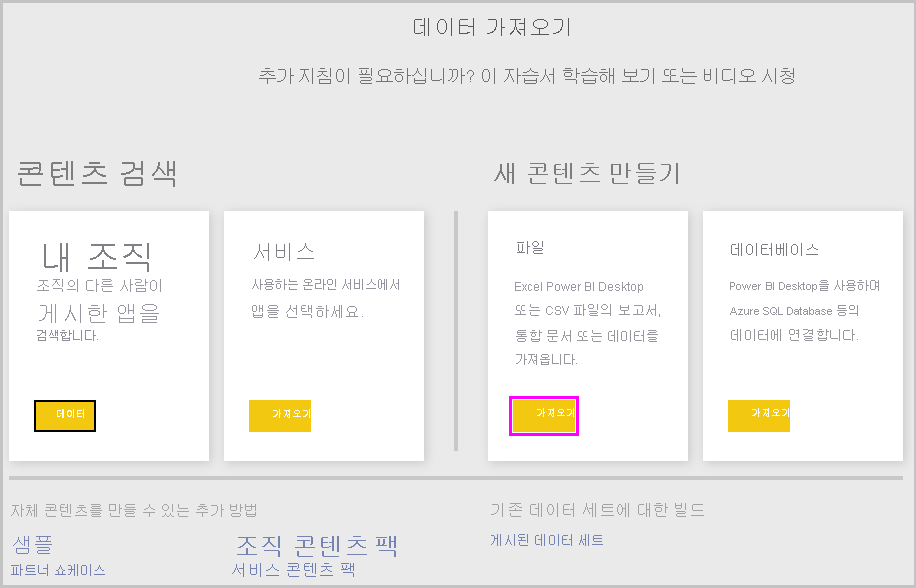 데이터 가져오기
추가 지침이 필요하십니까? 이 자습서 학습해 보기 또는 비디오 시청
콘텐츠 검색
내 조직
조직의 다른 사람이
게시한 앱을
검색합니다.
데이터
서비스
사용하는 온라인 서비스에서
앱을 선택하세요.
가져오기
새 콘텐츠 만들기
파일
Excel Power BI Desktop
또는 CSV 파일의 보고서,
통합 문서 또는 데이터를
가져옵니다.
가져오기
데이터베이스
Power BI Desktop을 사용하여
Azure SQL Database 등의
데이터에 연결합니다.
가져오기
자체 콘텐츠를 만들 수 있는 추가 방법
샘플
조직 콘텐츠 팩
파트너 쇼케이스
서비스 콘텐츠 팩
기존 데이터 세트에 대한 빌드
게시된 데이터 세트